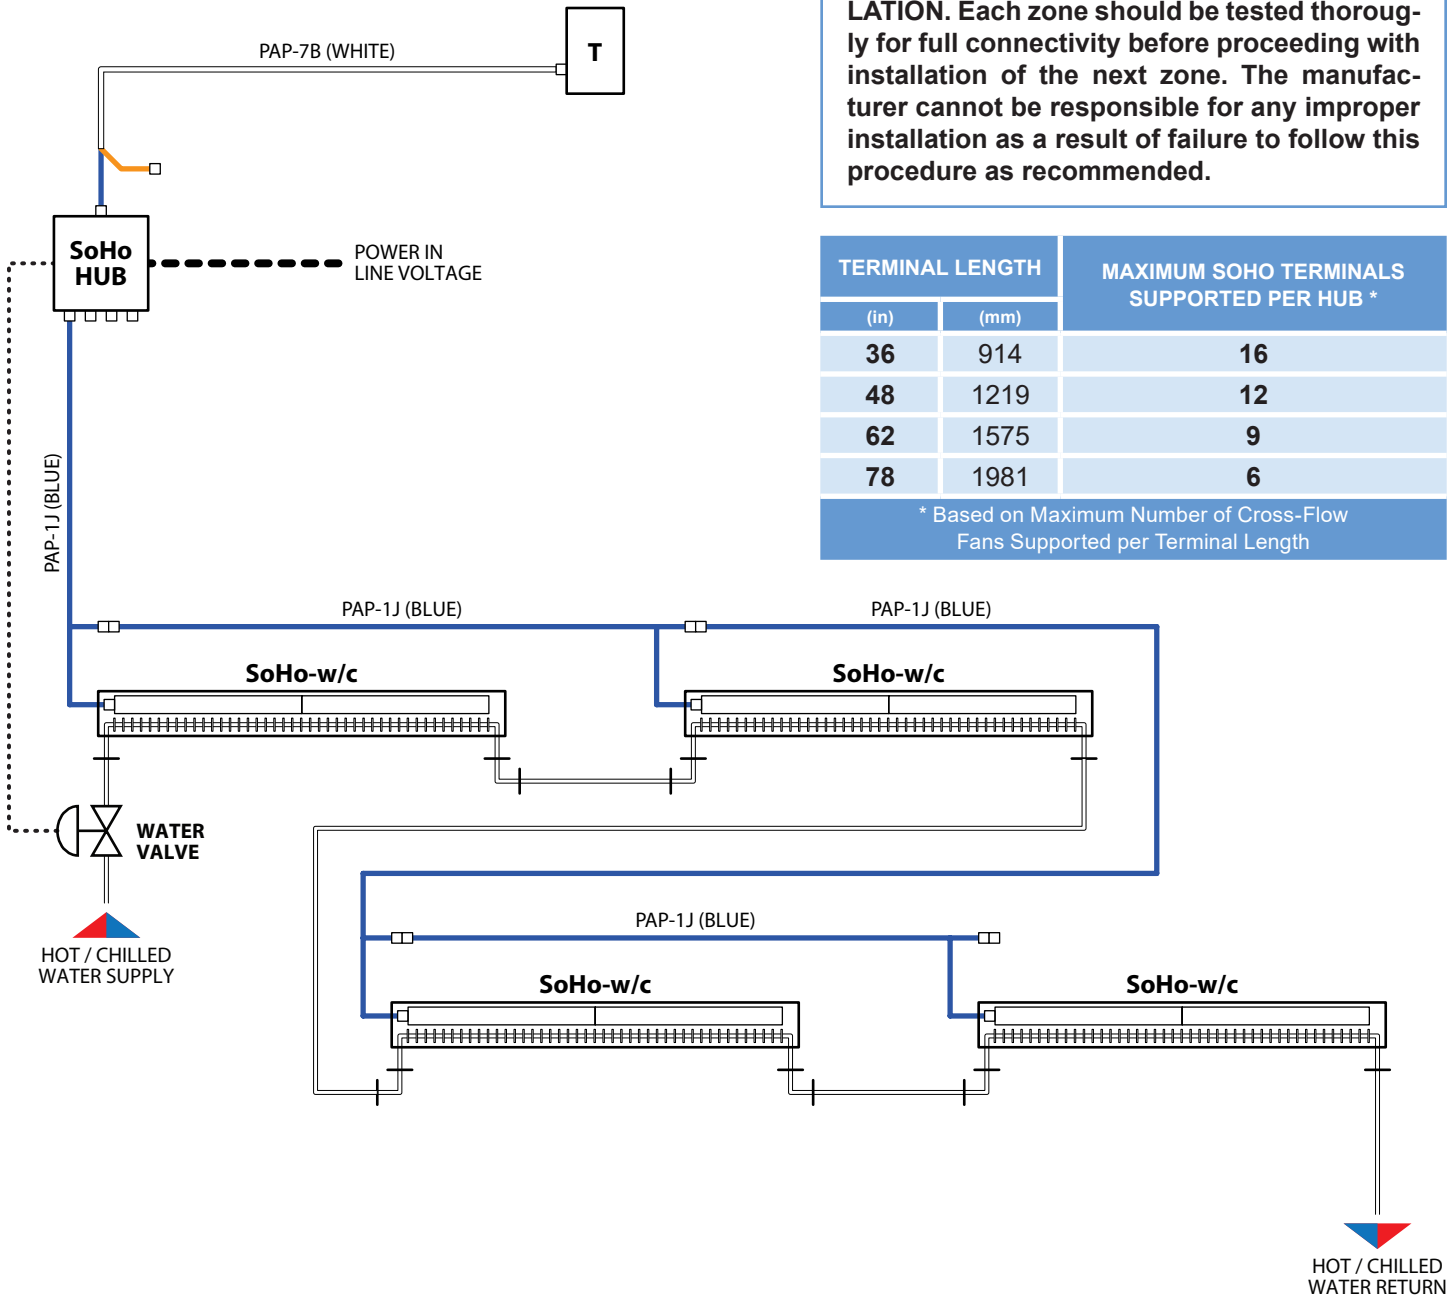 PAP-7B (WHITE)
T
LATION. Each zone should be tested thoroug-
ly for full connectivity before proceeding with
installation of the next zone. The manufac-
turer cannot be responsible for any improper
installation as a result of failure to follow this
procedure as recommended.
SoHo
HUB
POWER IN
LINE VOLTAGE
TERMINAL LENGTH
MAXIMUM SOHO TERMINALS
SUPPORTED PER HUB *
(in) (mm)
36 914 16
48 1219 12
62 1575 9
78 1981 6
* Based on Maximum Number of Cross-Flow
Fans Supported per Terminal Length
PAP-1J (BLUE)
PAP-1J (BLUE)
PAP-1J (BLUE)
SoHo-w/c
SoHo-w/c
WATER
VALVE
HOT / CHILLED
WATER SUPPLY
PAP-1J (BLUE)
SoHo-w/c
SoHo-w/c
HOT / CHILLED
WATER RETURN